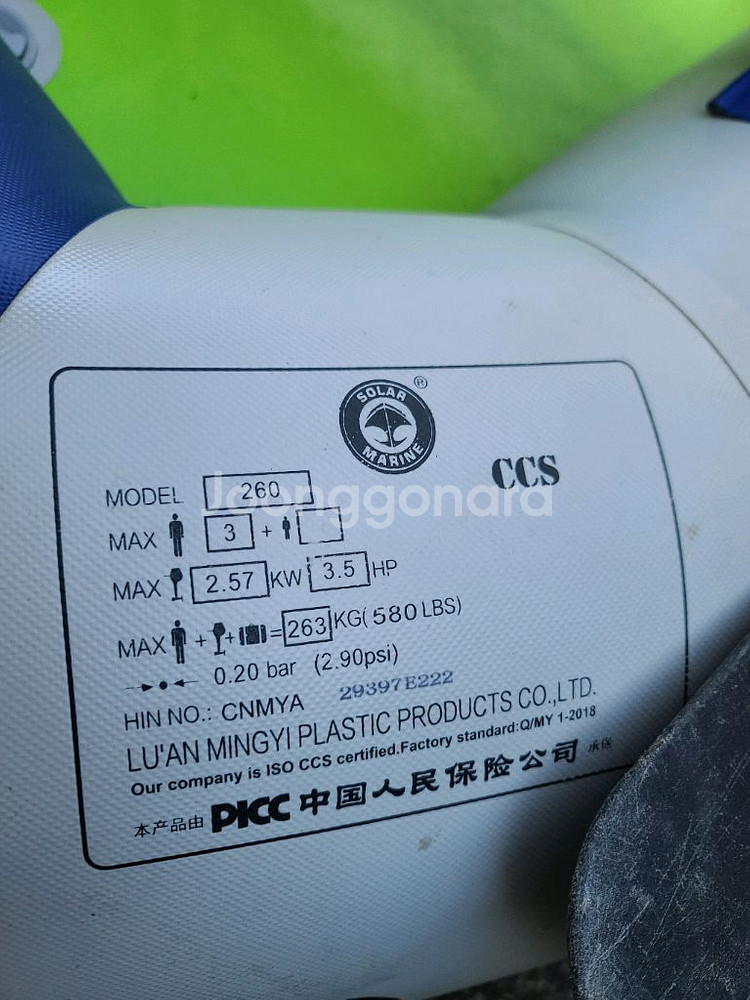 SOLAR MARINE ®
CCS
MODEL 260
Joonggonara
MAX 3 +
MAX 2.57 KW 3.5 HP
MAX + + = 263 KG( 580 LBS)
0.20 bar (2.90psi)
HIN NO.: CNMYA 29397E222
LU'AN MINGYI PLASTIC PRODUCTS CO.,LTD.
Our company is ISO CCS certified.Factory standard:Q/MY 1-2018
本产品由 PICC 中国人民保险公司 承保